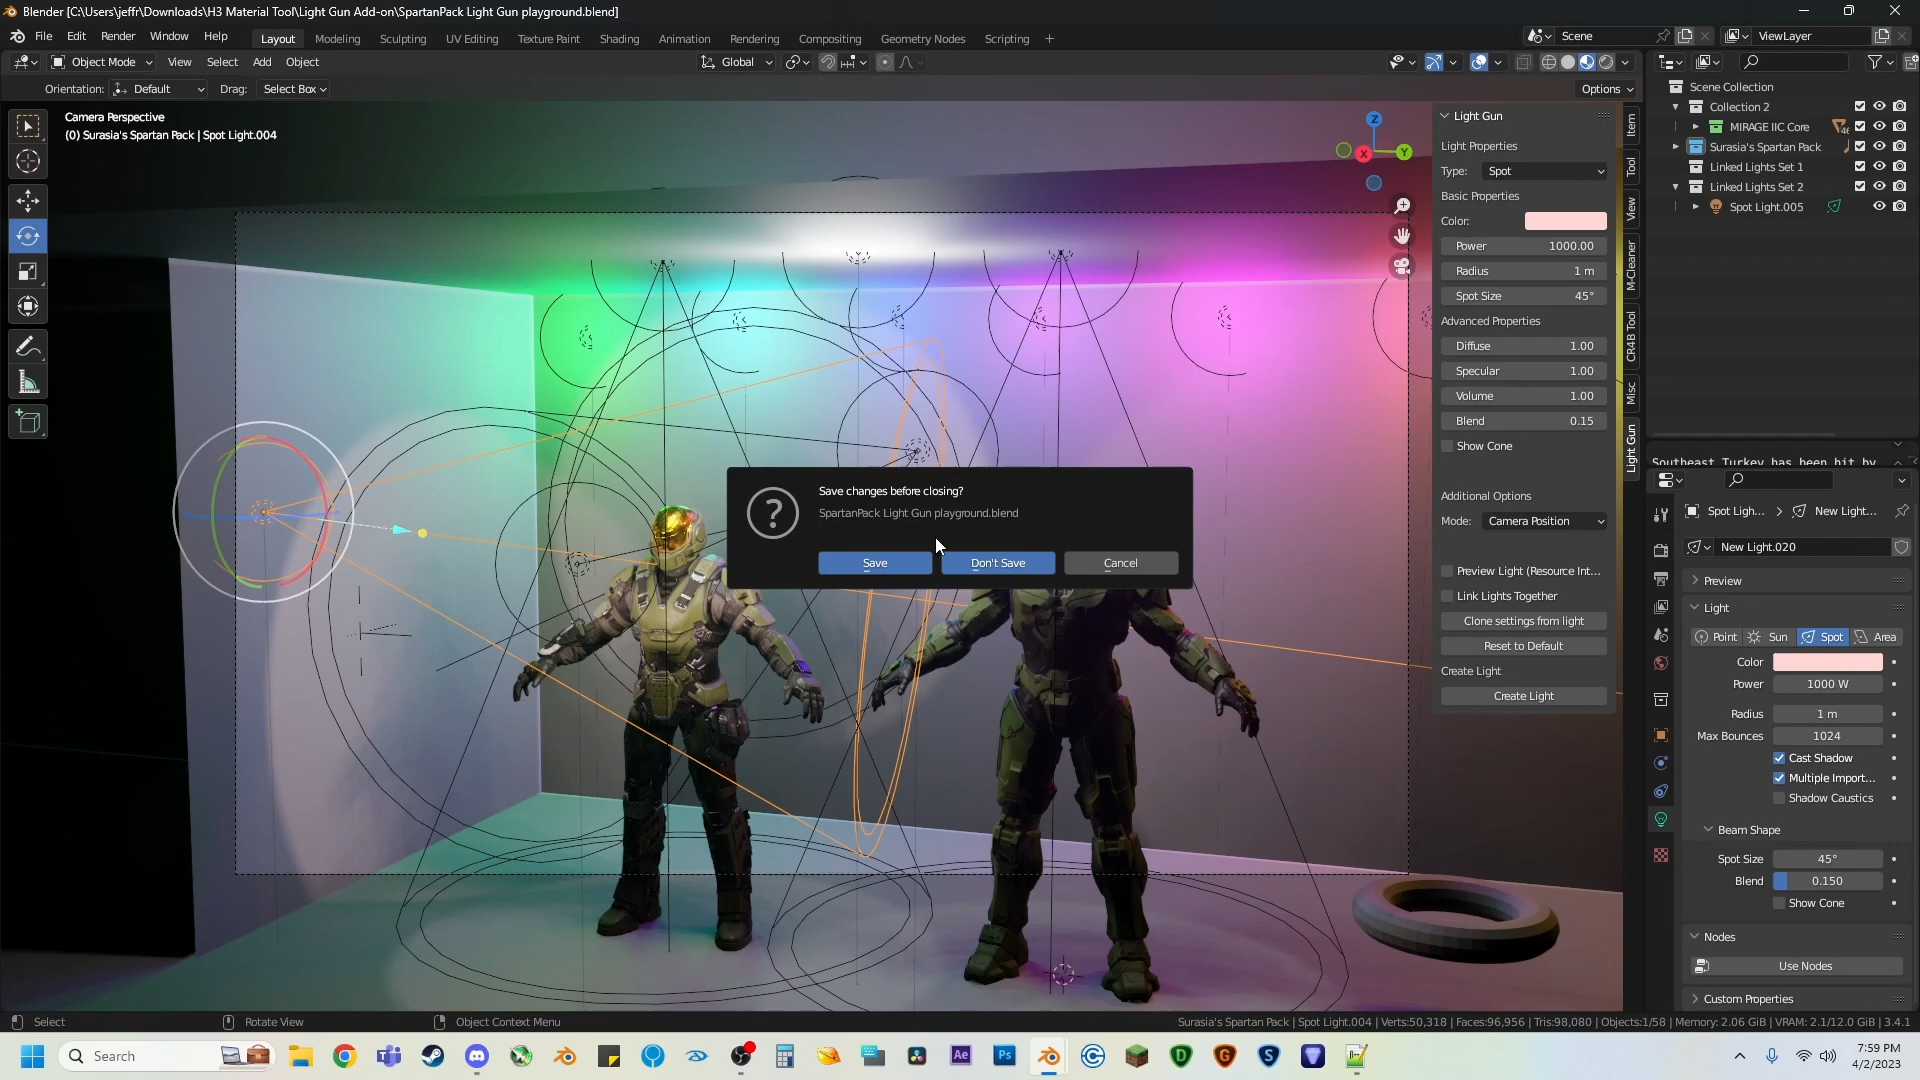 Blender [C:\Users\jeffr\Downloads\H3 Material Tool\Light Gun Add-on\SpartanPack Light Gun playground.blend]
File Edit Render Window Help Layout Modeling Sculpting UV Editing Texture Paint Shading Animation Rendering Compositing Geometry Nodes Scripting + Scene ViewLayer
Object Mode View Select Add Object Global
Orientation: Default Drag: Select Box Options
Camera Perspective
(0) Surasia's Spartan Pack | Spot Light.004
Z
X
Y
Light Gun
Light Properties
Type: Spot
Basic Properties
Color:
Power 1000.00
Radius 1 m
Spot Size 45°
Advanced Properties
Diffuse 1.00
Specular 1.00
Volume 1.00
Blend 0.15
Show Cone
Additional Options
Mode: Camera Position
Preview Light (Resource Int...
Link Lights Together
Clone settings from light
Reset to Default
Create Light
Create Light
Item
Tool
View
M-Cleaner
CR4B Tool
Misc
Light Gun
Save changes before closing?
SpartanPack Light Gun playground.blend
Save Don't Save Cancel
Scene Collection
Collection 2
MIRAGE IIC Core
Surasia's Spartan Pack
Linked Lights Set 1
Linked Lights Set 2
Spot Light.005
Southeast Turkey has been hit by
Spot Ligh... > New Light...
New Light.020
Preview
Light
Point Sun Spot Area
Color
Power 1000 W
Radius 1 m
Max Bounces 1024
Cast Shadow
Multiple Import...
Shadow Caustics
Beam Shape
Spot Size 45°
Blend 0.150
Show Cone
Nodes
Use Nodes
Custom Properties
Select Rotate View Object Context Menu Surasia's Spartan Pack | Spot Light.004 | Verts:50,318 | Faces:96,956 | Tris:98,080 | Objects:1/58 | Memory: 2.06 GiB | VRAM: 2.1/12.0 GiB | 3.4.1
Search
Ae
Ps
7:59 PM
4/2/2023